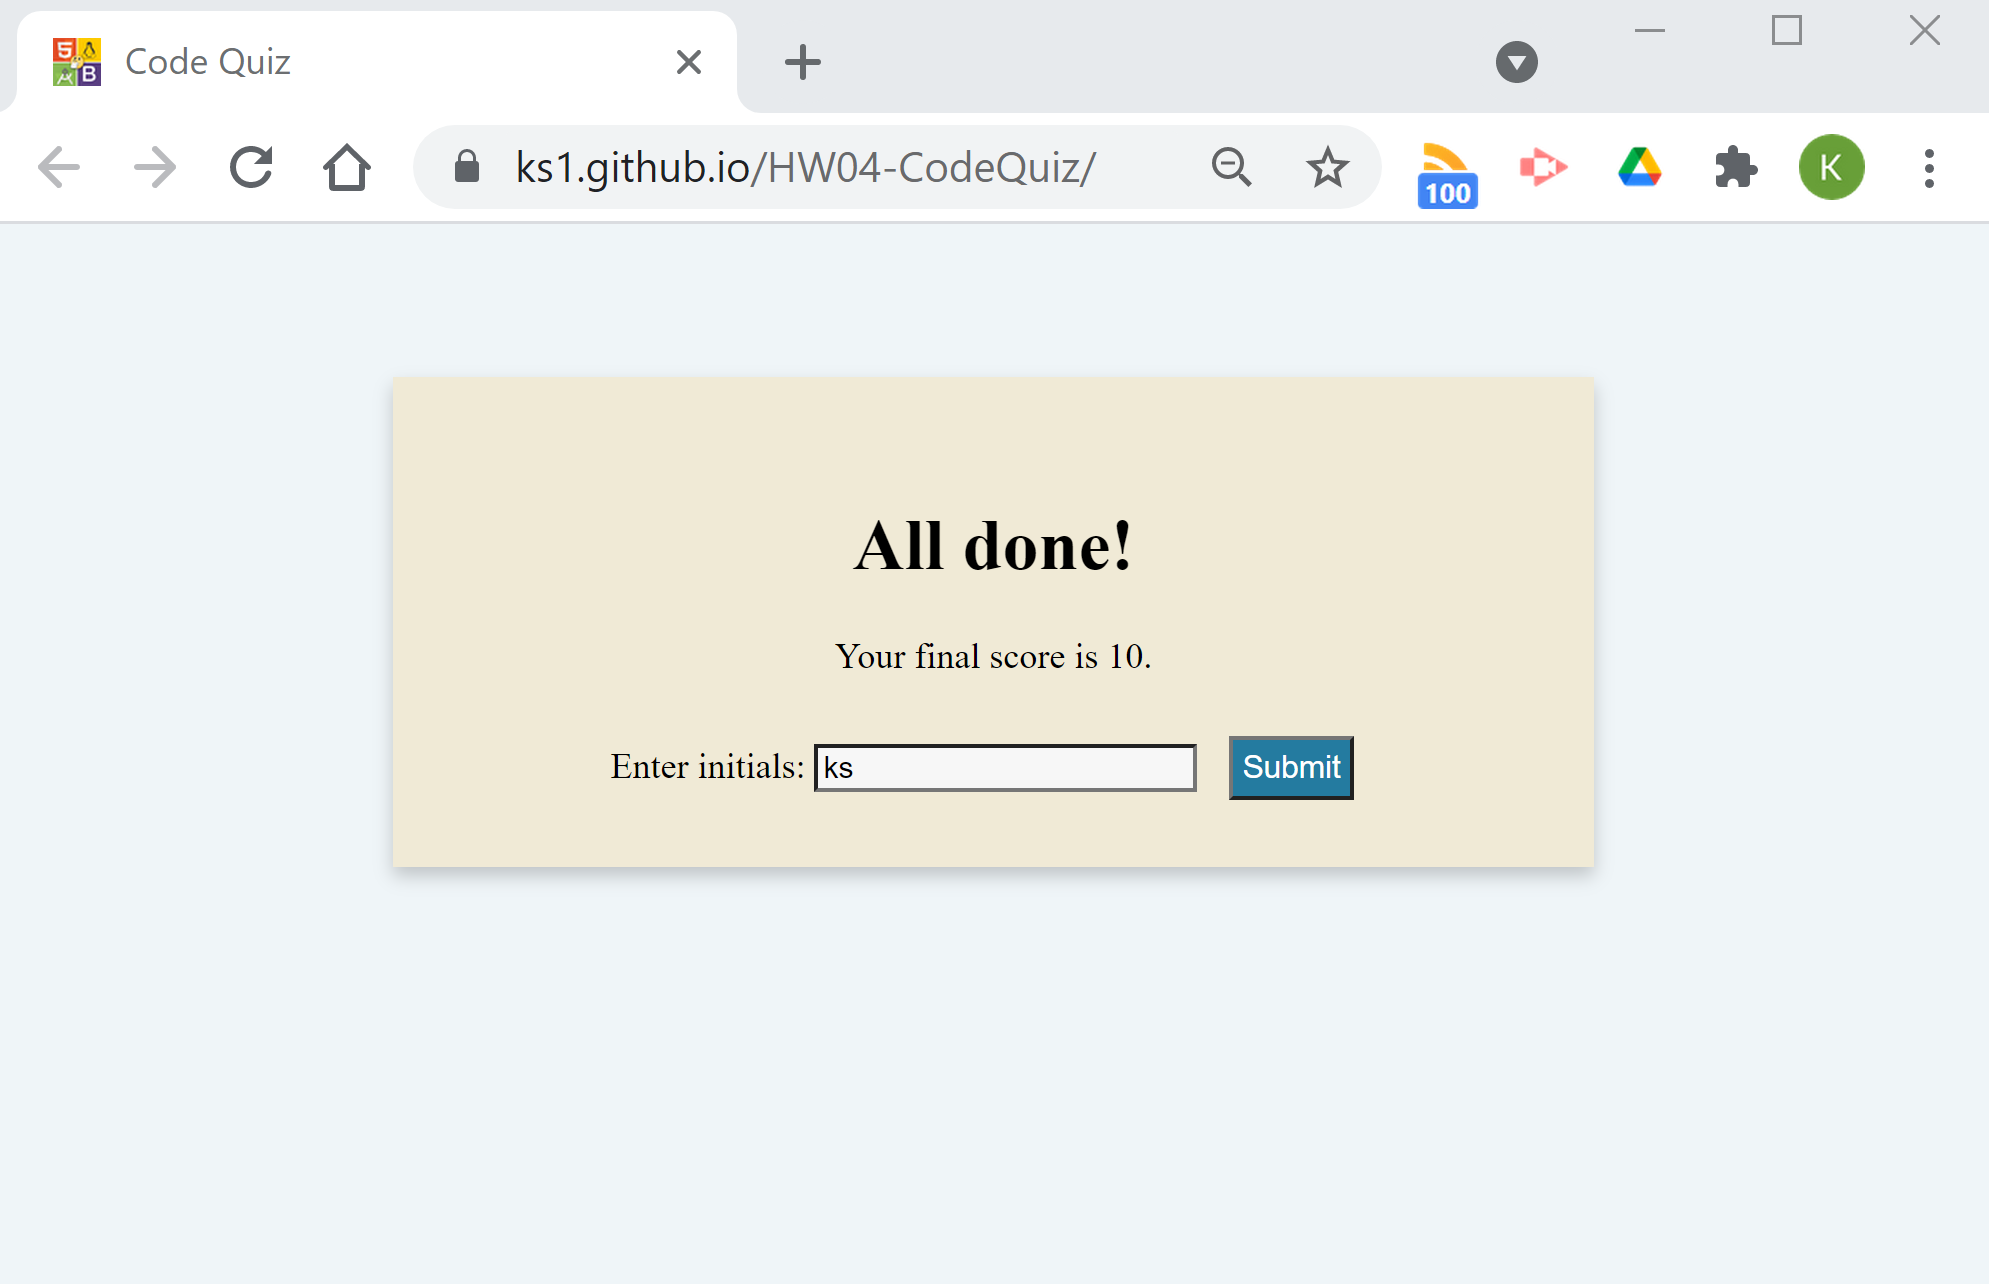 Code Quiz
ks1.github.io/HW04-CodeQuiz/
100
K
All done!
Your final score is 10.
Enter initials: ks Submit